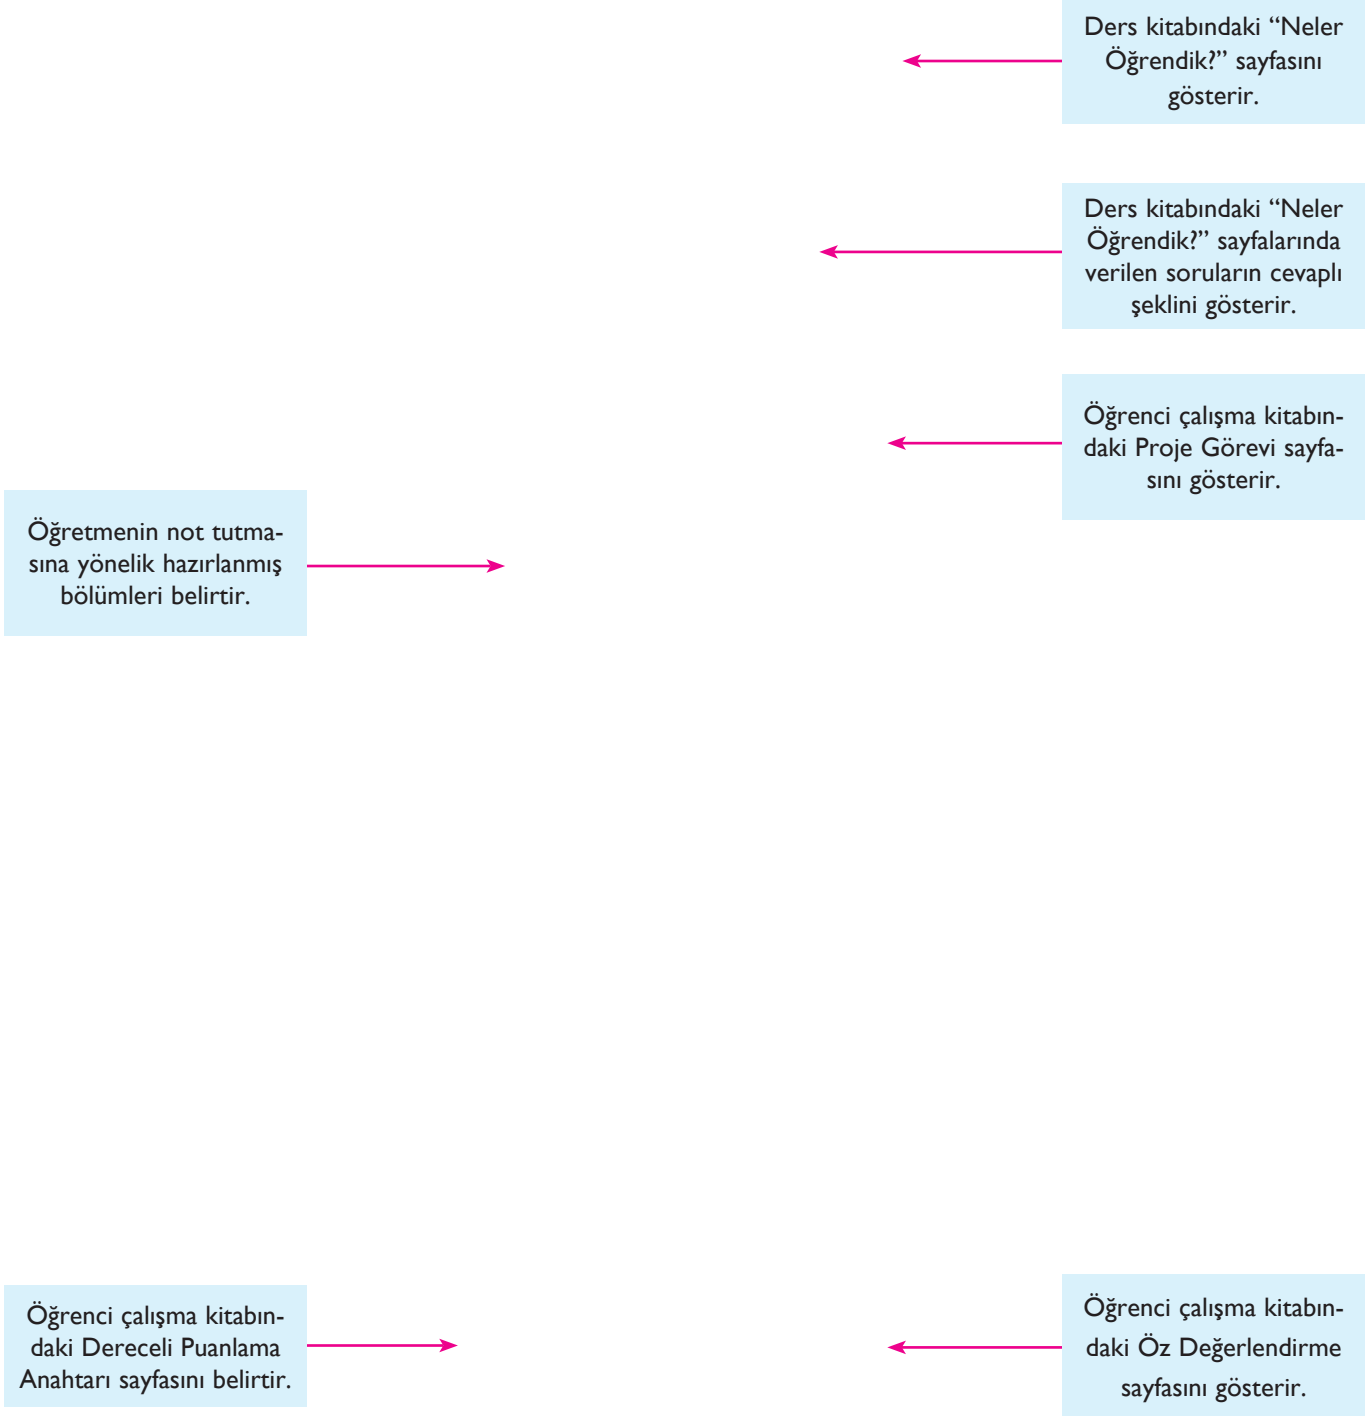 Ders kitabındaki “Neler
Öğrendik?” sayfasını
gösterir.
Ders kitabındaki “Neler
Öğrendik?” sayfalarında
verilen soruların cevaplı
şeklini gösterir.
Öğrenci çalışma kitabın-
daki Proje Görevi sayfa-
sını gösterir.
Öğretmenin not tutma-
sına yönelik hazırlanmış
bölümleri belirtir.
Öğrenci çalışma kitabın-
daki Dereceli Puanlama
Anahtarı sayfasını belirtir.
Öğrenci çalışma kitabın-
daki Öz Değerlendirme
sayfasını gösterir.